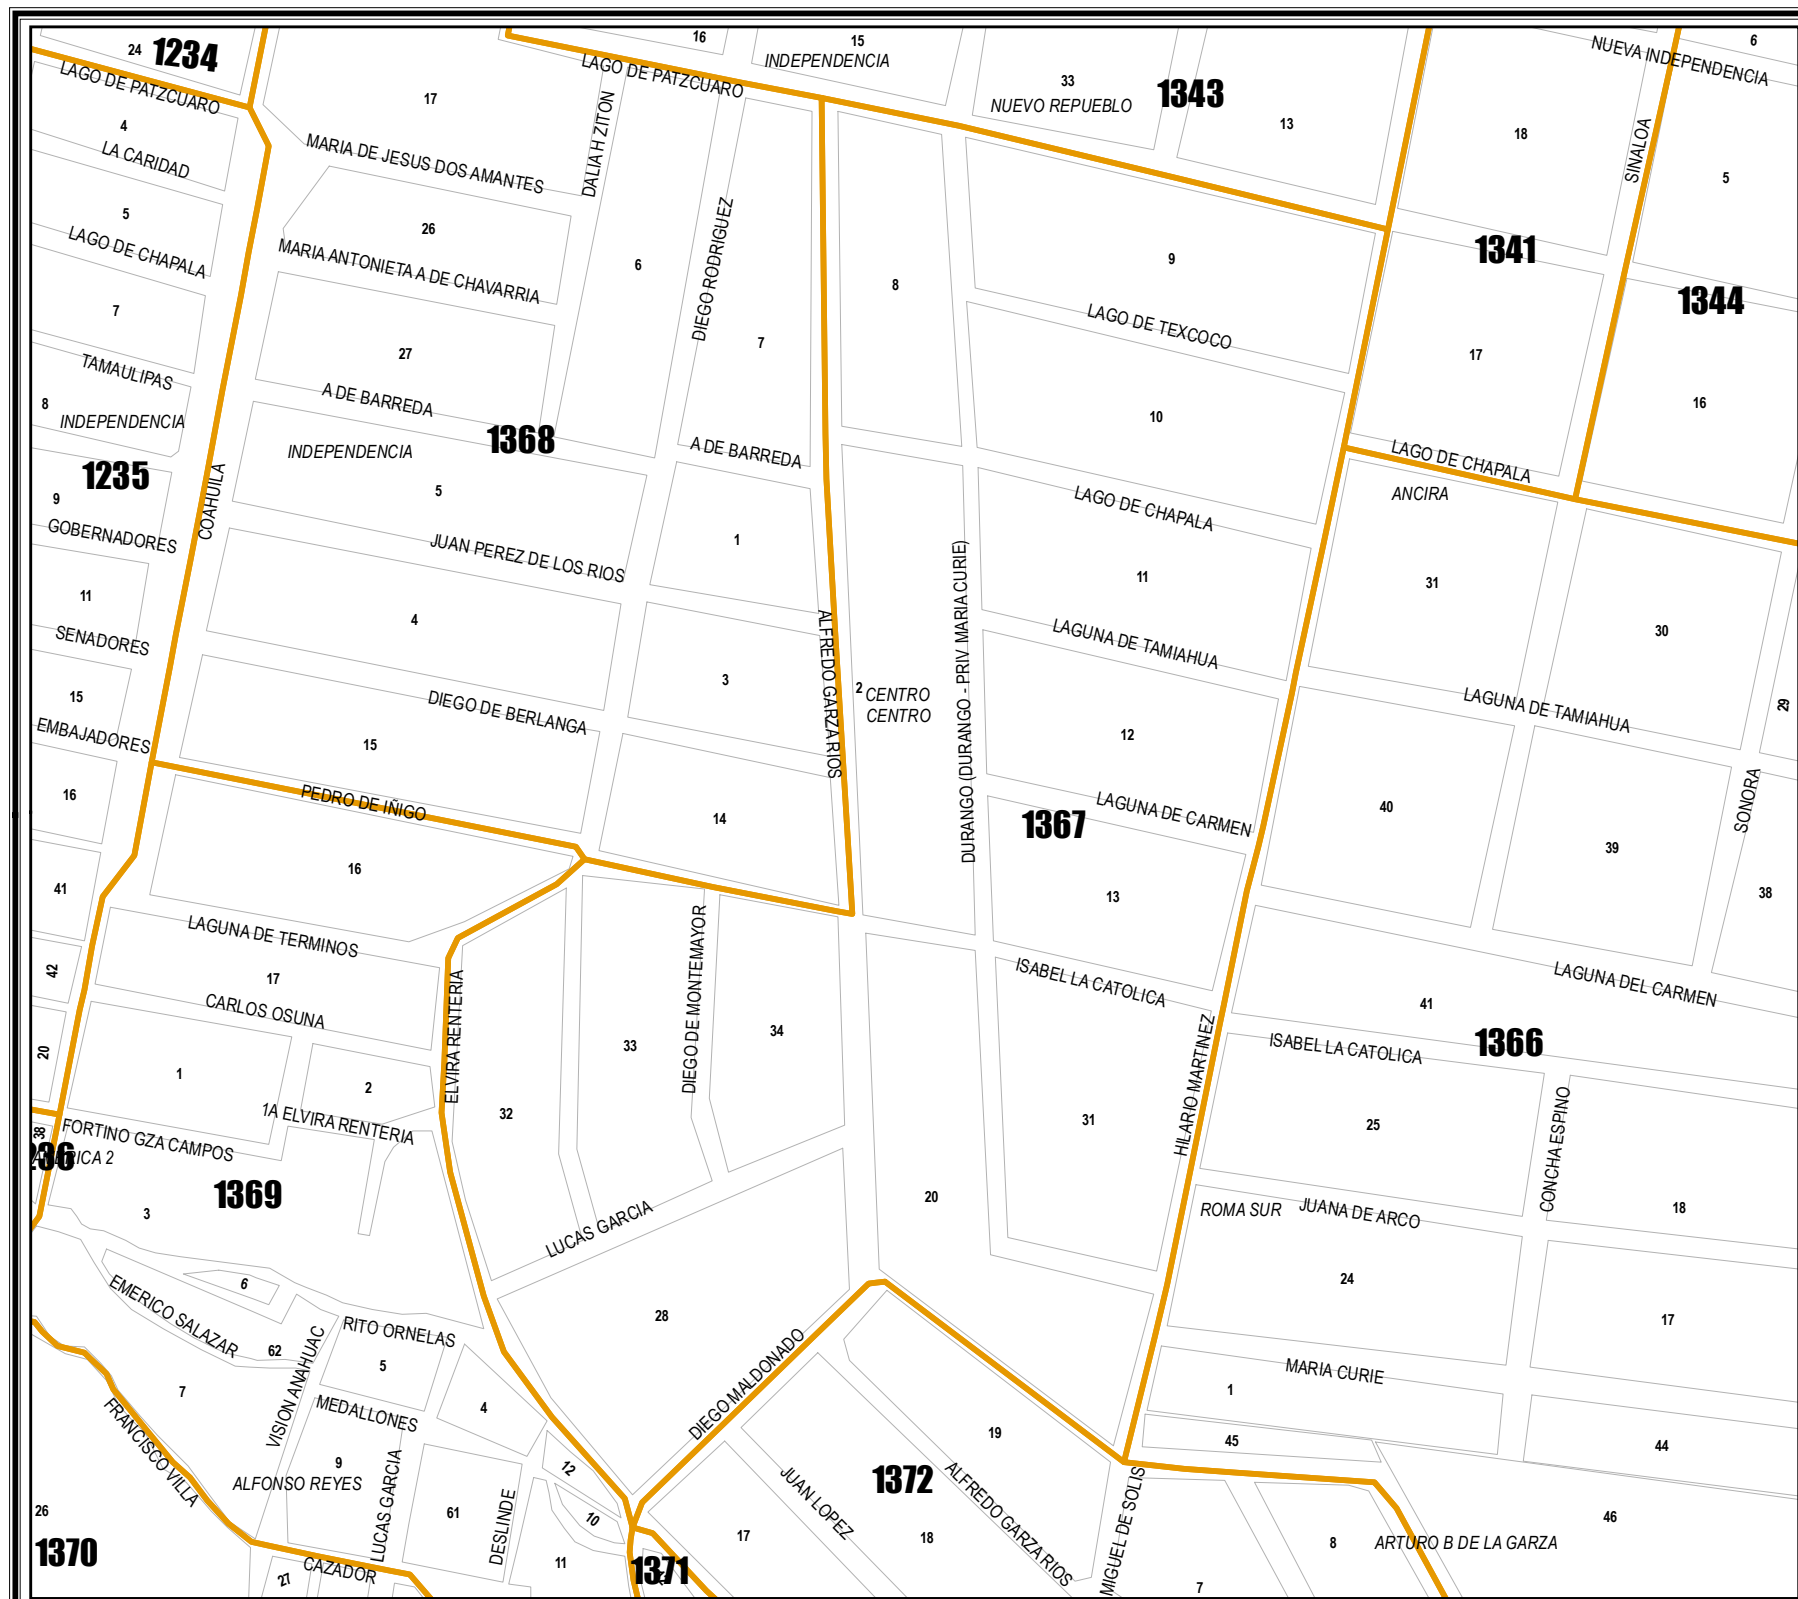 24
1234
LAGO DE PATZCUARO
16
15
INDEPENDENCIA
LAGO DE PATZCUARO
33
NUEVO REPUEBLO
1343
13
NUEVA INDEPENDENCIA
6
18
SINALOA
5
4
LA CARIDAD
17
MARIA DE JESUS DOS AMANTES
DALIA H ZITON
5
LAGO DE CHAPALA
26
MARIA ANTONIETA A DE CHAVARRIA
6
DIEGO RODRIGUEZ
8
9
1341
1344
7
TAMAULIPAS
27
7
LAGO DE TEXCOCO
17
16
8
INDEPENDENCIA
A DE BARREDA
1368
INDEPENDENCIA
A DE BARREDA
10
LAGO DE CHAPALA
ANCIRA
1235
9
GOBERNADORES
COAHUILA
5
JUAN PEREZ DE LOS RIOS
1
LAGO DE CHAPALA
DURANGO (DURANGO - PRIV MARIA CURIE)
11
31
30
11
SENADORES
4
ALFREDO GARZA RIOS
LAGUNA DE TAMIAHUA
15
EMBAJADORES
DIEGO DE BERLANGA
3
2
CENTRO
CENTRO
LAGUNA DE TAMIAHUA
29
15
12
16
PEDRO DE IÑIGO
14
LAGUNA DE CARMEN
1367
40
39
SONORA
41
16
13
38
42
LAGUNA DE TERMINOS
17
CARLOS OSUNA
ELVIRA RENTERIA
DIEGO DE MONTEMAYOR
ISABEL LA CATOLICA
LAGUNA DEL CARMEN
41
1366
20
1
2
33
34
HILARIO MARTINEZ
ISABEL LA CATOLICA
38
FORTINO GZA CAMPOS
1A ELVIRA RENTERIA
32
31
25
CONCHA ESPINO
1369
3
LUCAS GARCIA
20
ROMA SUR
JUANA DE ARCO
18
6
EMERICO SALAZAR
62
VISION ANAHUAC
RITO ORNELAS
28
24
17
7
5
DIEGO MALDONADO
MARIA CURIE
1
FRANCISCO VILLA
MEDALLONES
4
19
45
44
9
ALFONSO REYES
LUCAS GARCIA
12
1372
26
61
DESLINDE
10
JUAN LOPEZ
ALFREDO GARZA RIOS
MIGUEL DE SOLIS
46
1370
CAZADOR
27
11
1371
17
18
7
8
ARTURO B DE LA GARZA